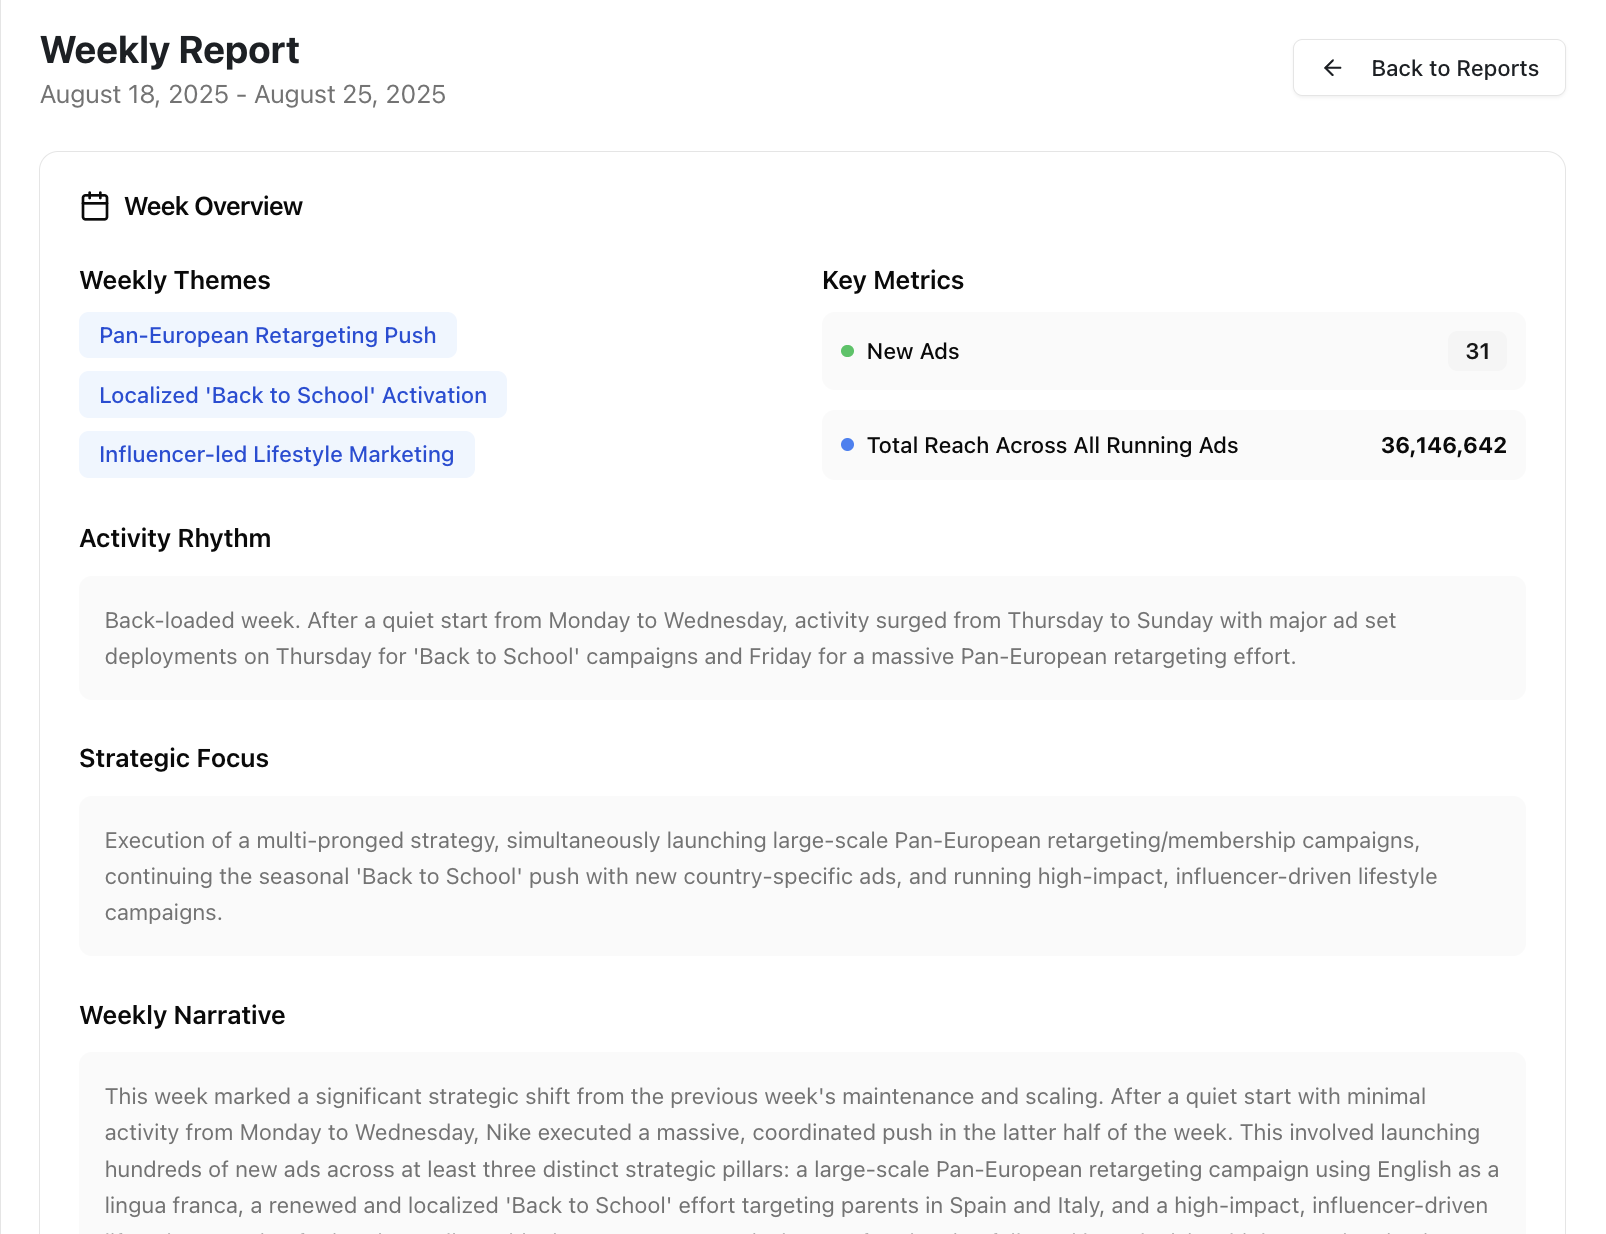 Weekly Report
August 18, 2025 - August 25, 2025
Back to Reports
Week Overview
Weekly Themes
Pan-European Retargeting Push
Localized 'Back to School' Activation
Influencer-led Lifestyle Marketing
Key Metrics
New Ads 31
Total Reach Across All Running Ads 36,146,642
Activity Rhythm
Back-loaded week. After a quiet start from Monday to Wednesday, activity surged from Thursday to Sunday with major ad set
deployments on Thursday for 'Back to School' campaigns and Friday for a massive Pan-European retargeting effort.
Strategic Focus
Execution of a multi-pronged strategy, simultaneously launching large-scale Pan-European retargeting/membership campaigns,
continuing the seasonal 'Back to School' push with new country-specific ads, and running high-impact, influencer-driven lifestyle
campaigns.
Weekly Narrative
This week marked a significant strategic shift from the previous week's maintenance and scaling. After a quiet start with minimal
activity from Monday to Wednesday, Nike executed a massive, coordinated push in the latter half of the week. This involved launching
hundreds of new ads across at least three distinct strategic pillars: a large-scale Pan-European retargeting campaign using English as a
lingua franca, a renewed and localized 'Back to School' effort targeting parents in Spain and Italy, and a high-impact, influencer-driven